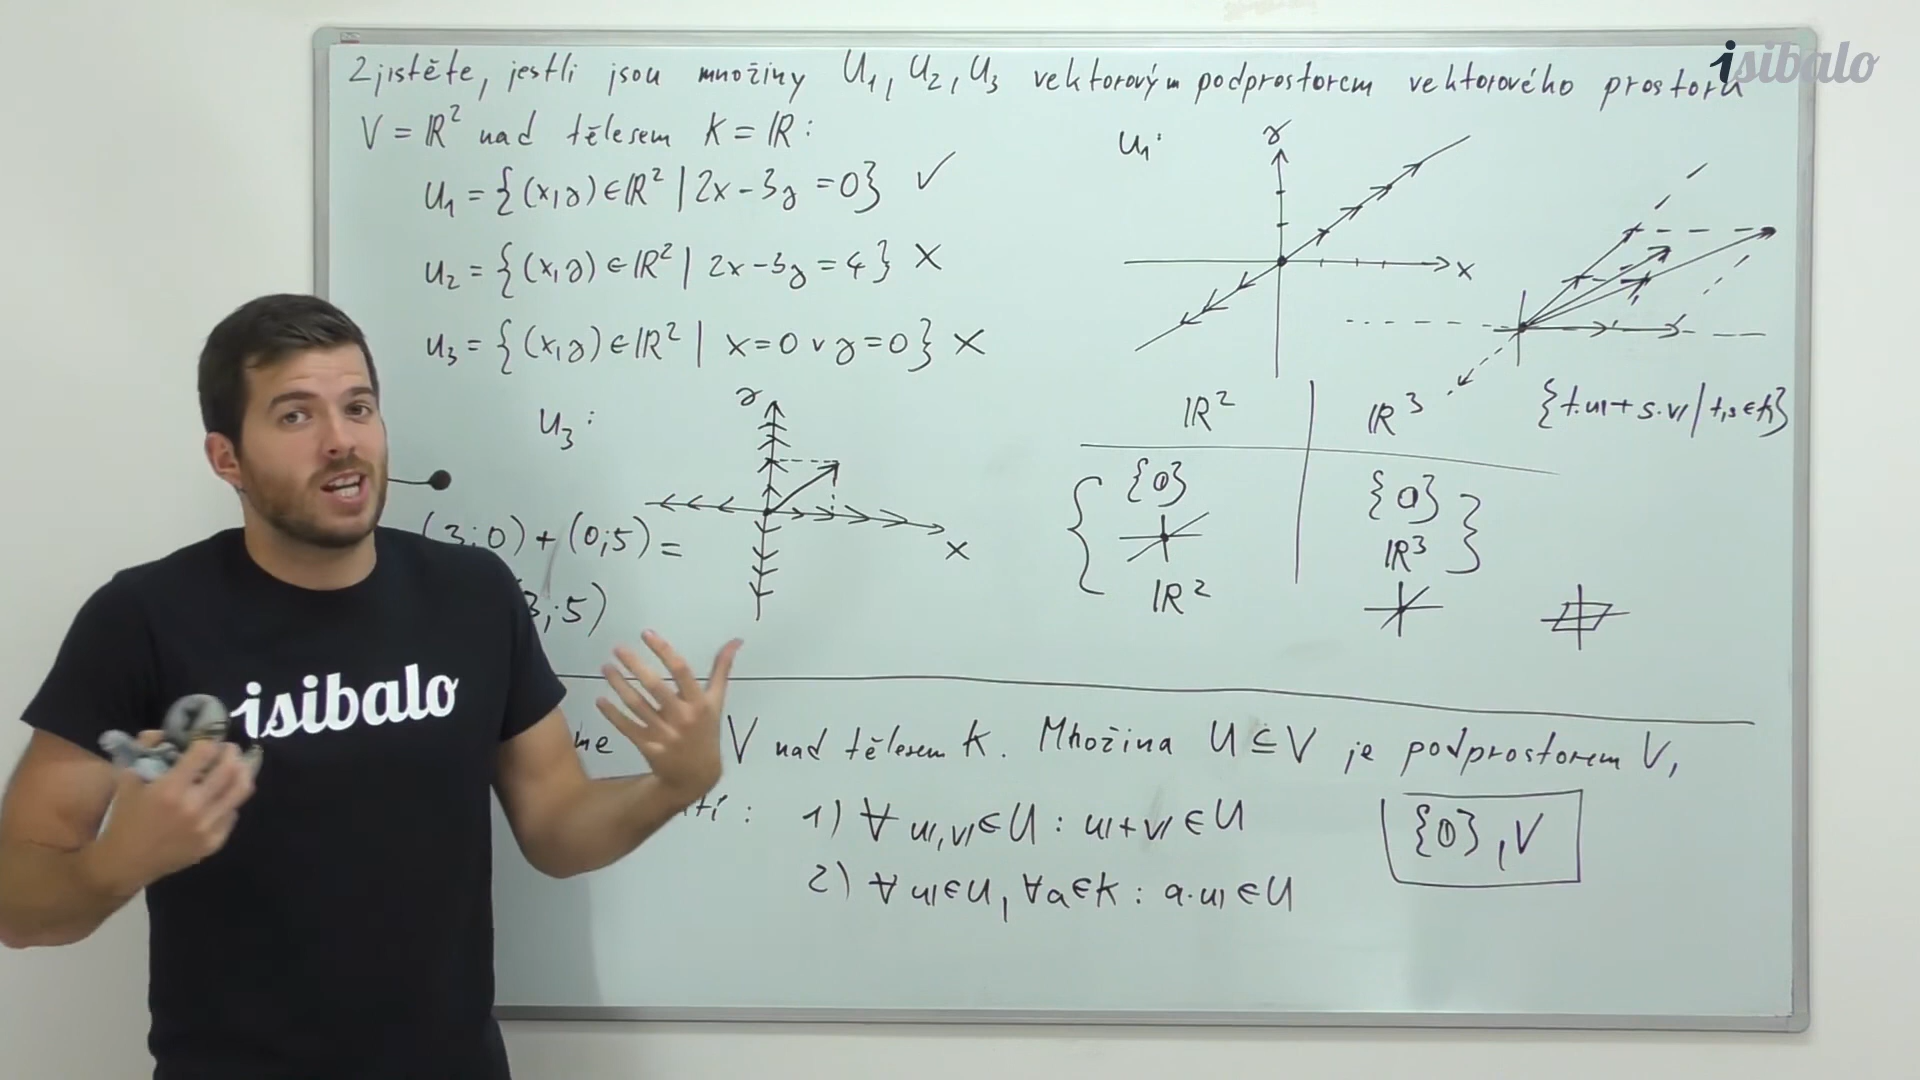 isibalo
Zjistěte, jestli jsou množiny U₁, U₂, U₃ vektorovým podprostorem vektorového prostoru
V = ℝ² nad tělesem K = ℝ:
U₁ = {(x,y) ∈ ℝ² | 2x - 3y = 0} ✓
U₂ = {(x,y) ∈ ℝ² | 2x - 3y = 4} X
U₃ = {(x,y) ∈ ℝ² | x = 0 ∨ y = 0} X
U₁:
y
x
U₃:
y
x
(3;0) + (0;5) =
3;5)
ℝ²
ℝ³
{t·u + s·v | t,s ∈ K}
{0}
{0}
ℝ³
ℝ²
isibalo
me V nad tělesem K. Množina U ⊆ V je podprostorem V,
tí: 1) ∀ u,v ∈ U : u + v ∈ U
2) ∀ u ∈ U, ∀a ∈ K : a·u ∈ U
{0}, V